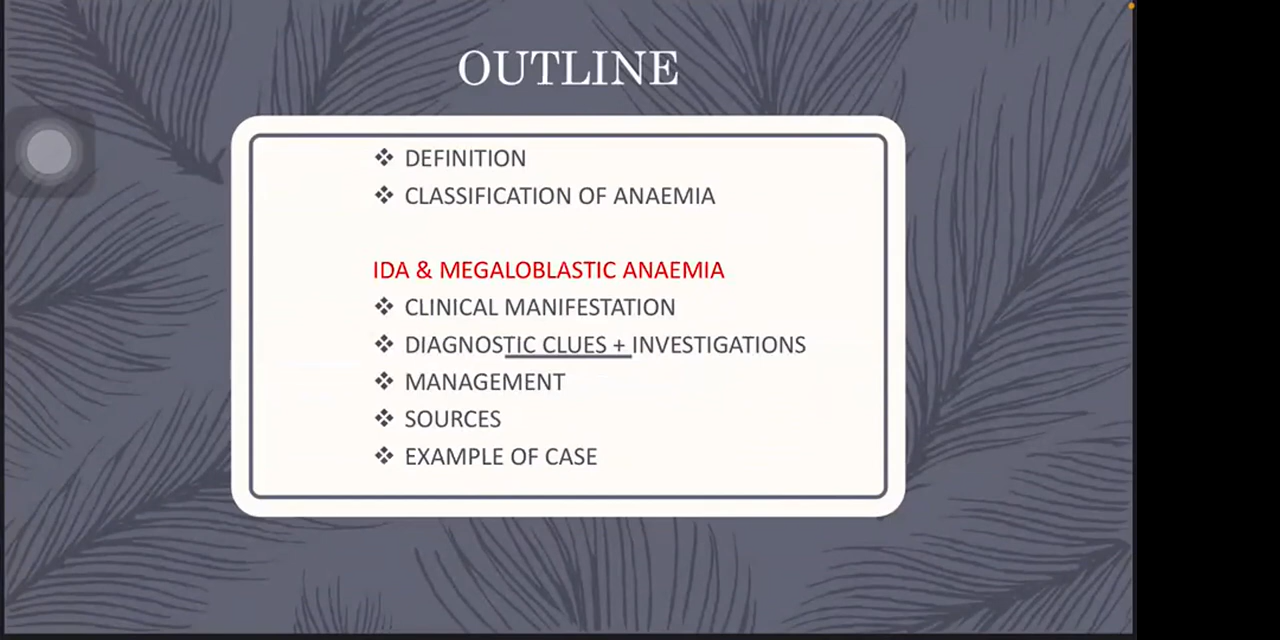 OUTLINE
❖ DEFINITION
❖ CLASSIFICATION OF ANAEMIA
IDA & MEGALOBLASTIC ANAEMIA
❖ CLINICAL MANIFESTATION
❖ DIAGNOSTIC CLUES + INVESTIGATIONS
❖ MANAGEMENT
❖ SOURCES
❖ EXAMPLE OF CASE